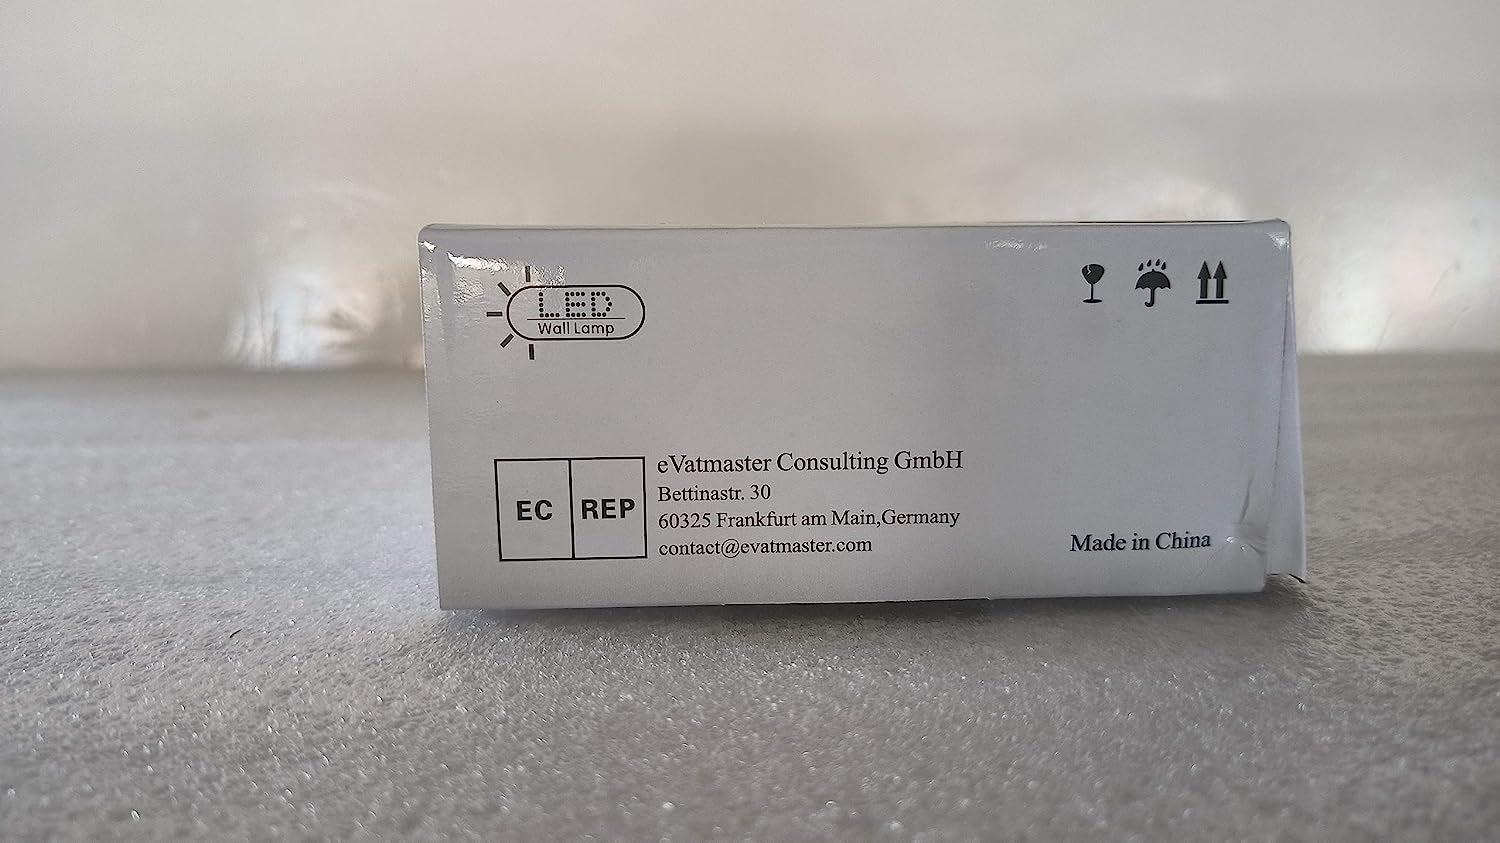 LED
Wall Lamp
EC REP
eVatmaster Consulting GmbH
Bettinastr. 30
60325 Frankfurt am Main,Germany
contact@evatmaster.com
Made in China